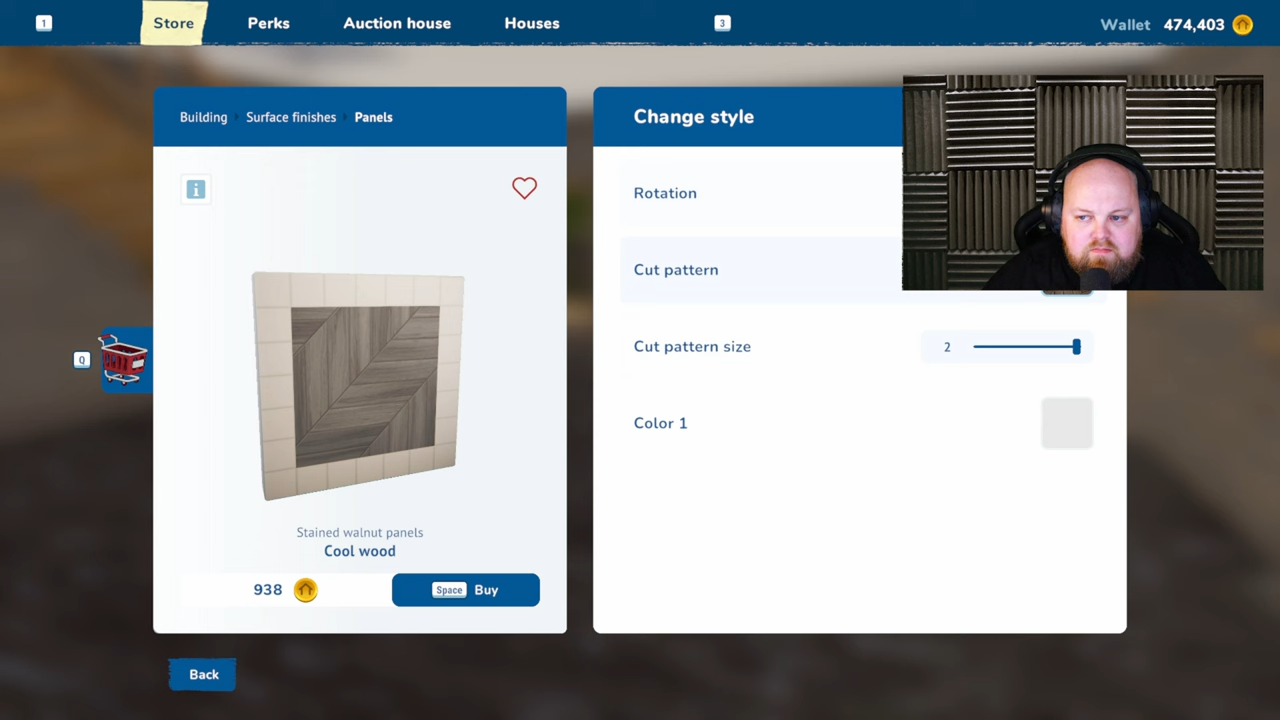 1
Store
Perks
Auction house
Houses
3
Wallet 474,403
Building
Surface finishes
Panels
Change style
i
Rotation
Cut pattern
Cut pattern size
2
Color 1
Q
Stained walnut panels
Cool wood
938
Space Buy
Back